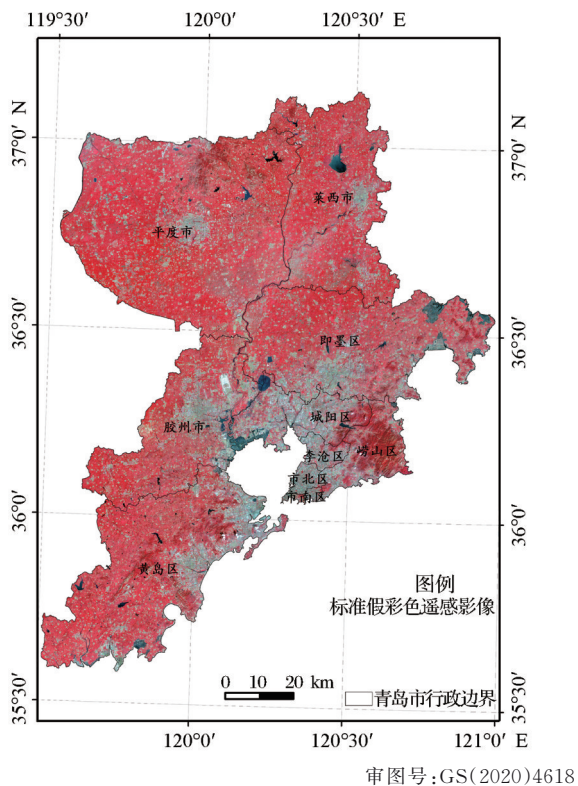 119°30′ 120°0′ 120°30′ E
37°0′ N 37°0′ N
莱西市
平度市
36°30′ 36°30′
即墨区
城阳区
胶州市
崂山区
李沧区
市北区
市南区
36°0′ 36°0′
黄岛区
图例
标准假彩色遥感影像
0 10 20 km
青岛市行政边界
35°30′ 35°30′
120°0′ 120°30′ 121°0′ E
审图号:GS(2020)4618